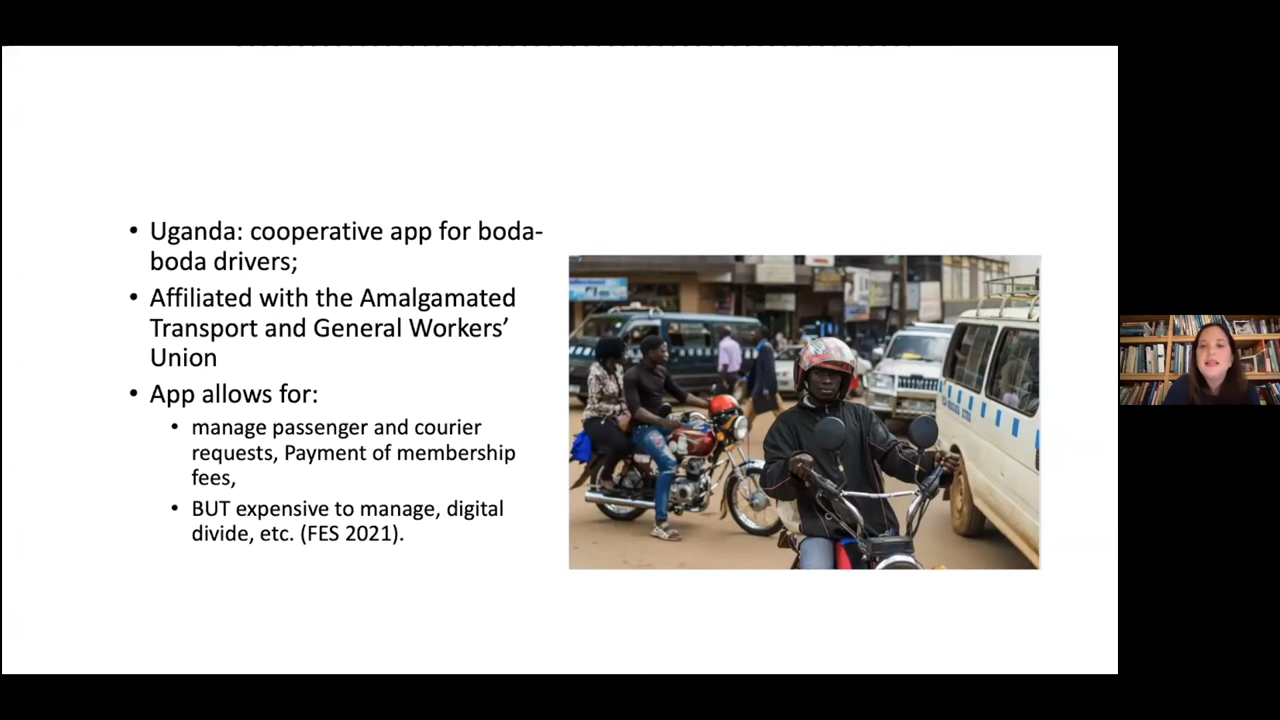 • Uganda: cooperative app for boda-
boda drivers;
• Affiliated with the Amalgamated
Transport and General Workers’
Union
• App allows for:
• manage passenger and courier
requests, Payment of membership
fees,
• BUT expensive to manage, digital
divide, etc. (FES 2021).